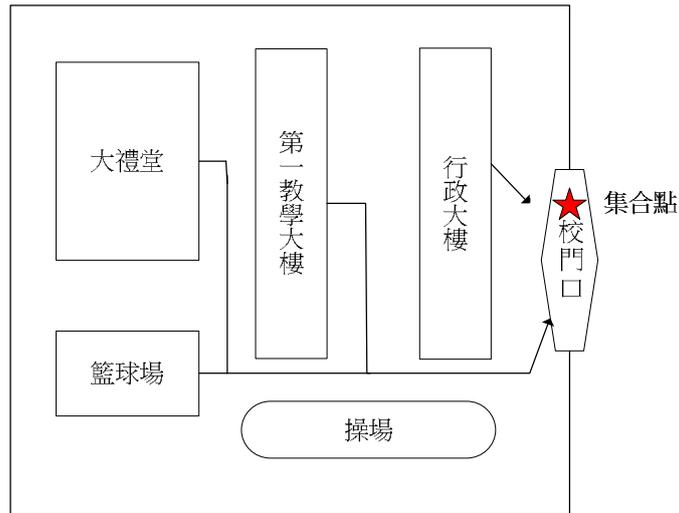 大禮堂
第一教學大樓
行政大樓
集合點
校門口
籃球場
操場